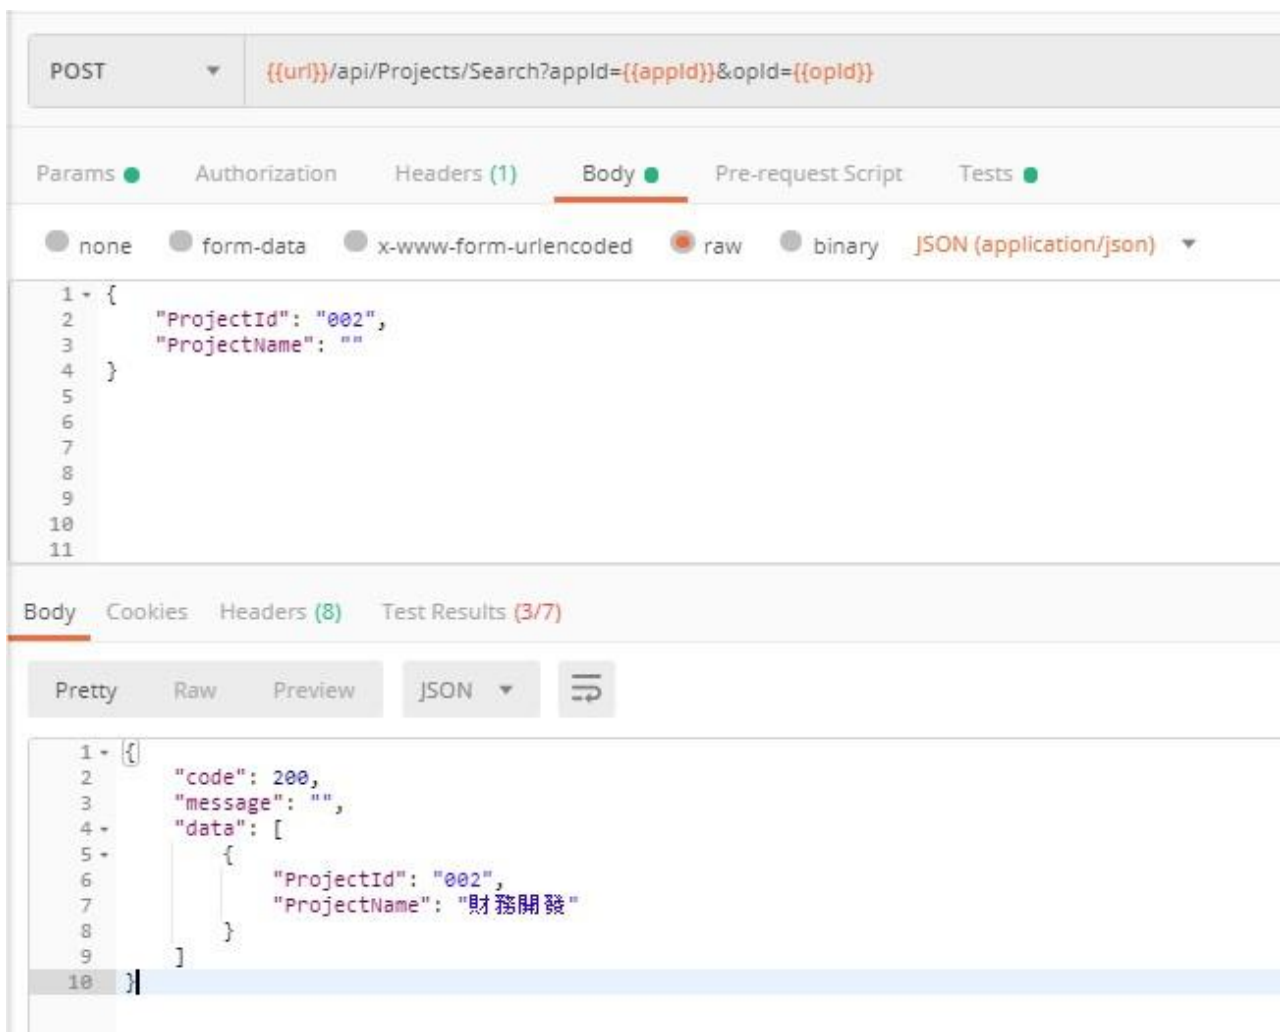 POST {{url}}/api/Projects/Search?appId={{appId}}&opId={{opId}}
Params Authorization Headers (1) Body Pre-request Script Tests
none form-data x-www-form-urlencoded raw binary JSON (application/json)
1 {
2 "ProjectId": "002",
3 "ProjectName": ""
4 }
5
6
7
8
9
10
11
Body Cookies Headers (8) Test Results (3/7)
Pretty Raw Preview JSON
1 {
2 "code": 200,
3 "message": "",
4 "data": [
5 {
6 "ProjectId": "002",
7 "ProjectName": "財務開發"
8 }
9 ]
10 }